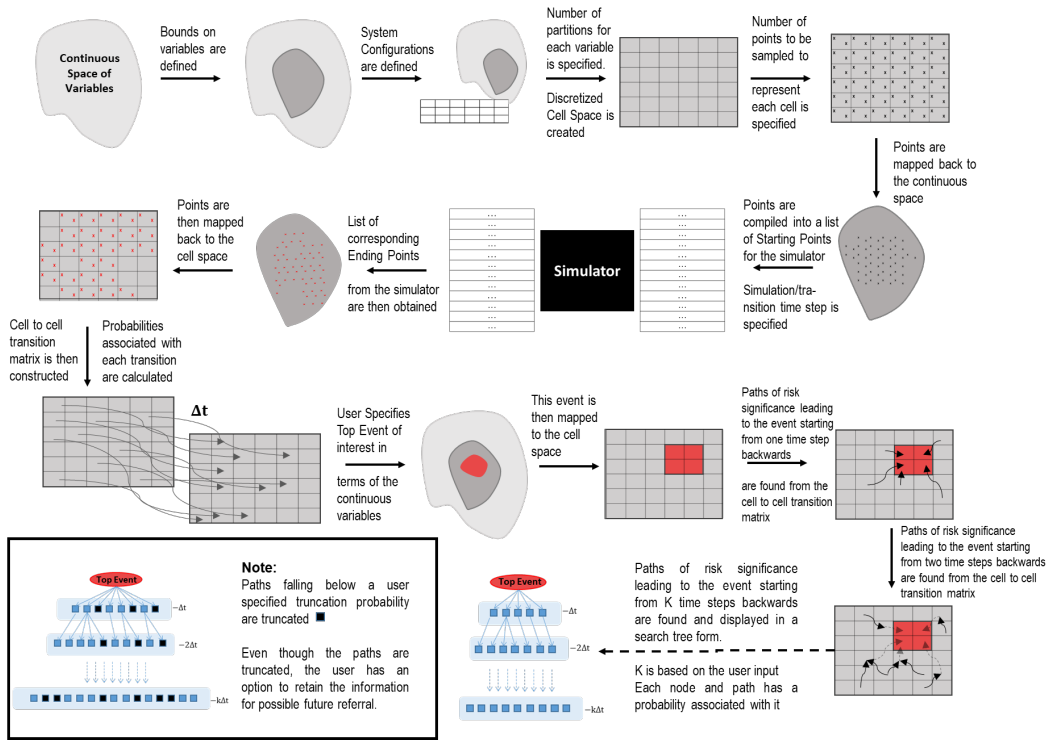 Continuous
Space of
Variables
Bounds on
variables are
defined
System
Configurations
are defined
Number of
partitions for
each variable
is specified.
Discretized
Cell Space is
created
Number of
points to be
sampled to
represent
each cell is
specified
Points are
mapped back to
the continuous
space
Points are
compiled into a list
of Starting Points
for the simulator
Simulation/tra-
nsition time step is
specified
...
...
...
...
...
...
...
...
...
...
...
...
Simulator
...
...
...
...
...
...
...
...
...
...
...
...
List of
corresponding
Ending Points
from the simulator
are then obtained
Points are
then mapped
back to the
cell space
Cell to cell
transition
matrix is then
constructed
Probabilities
associated with
each transition
are calculated
Δt
User Specifies
Top Event of
interest in
terms of the
continuous
variables
This event is
then mapped
to the cell
space
Paths of risk
significance leading
to the event starting
from one time step
backwards
are found from the
cell to cell transition
matrix
Paths of risk significance
leading to the event starting
from two time steps backwards
are found from the cell to cell
transition matrix
Paths of risk significance
leading to the event starting
from K time steps backwards
are found and displayed in a
search tree form.
K is based on the user input
Each node and path has a
probability associated with it
Top Event
−Δt
−2Δt
−kΔt
Top Event
−Δt
−2Δt
−kΔt
Note:
Paths falling below a user
specified truncation probability
are truncated
Even though the paths are
truncated, the user has an
option to retain the information
for possible future referral.